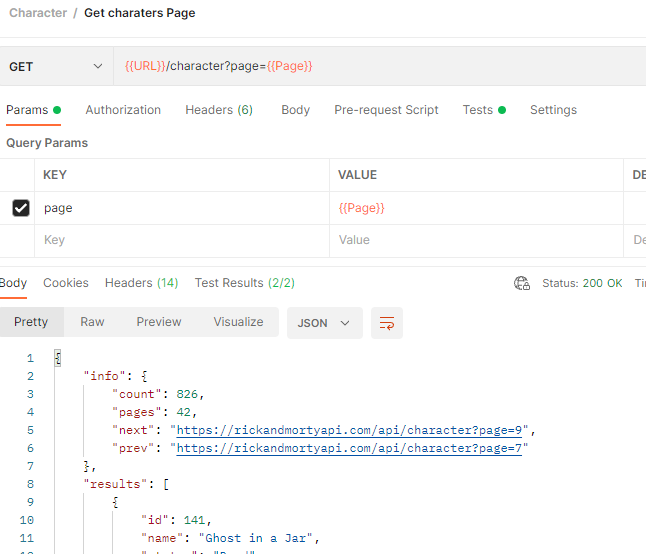 Character / Get charaters Page
GET {{URL}}/character?page={{Page}}
Params Authorization Headers (6) Body Pre-request Script Tests Settings
Query Params
KEY VALUE DE
page {{Page}}
Key Value De
Body Cookies Headers (14) Test Results (2/2) Status: 200 OK
Pretty Raw Preview Visualize JSON
1 {
2 "info": {
3 "count": 826,
4 "pages": 42,
5 "next": "https://rickandmortyapi.com/api/character?page=9",
6 "prev": "https://rickandmortyapi.com/api/character?page=7"
7 },
8 "results": [
9 {
10 "id": 141,
11 "name": "Ghost in a Jar",